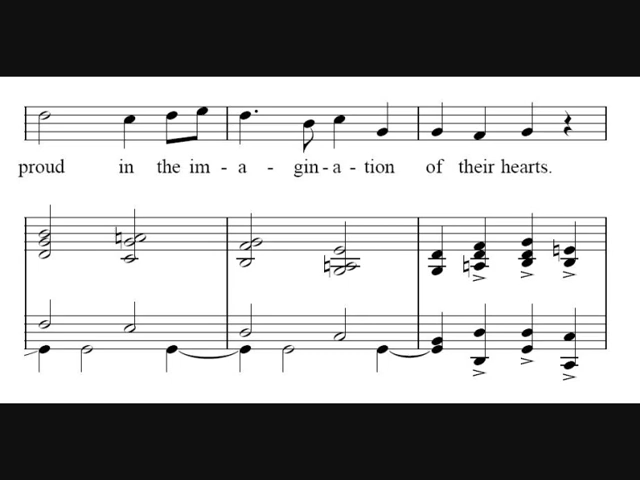 proud in the im - a - gin - a - tion of their hearts.